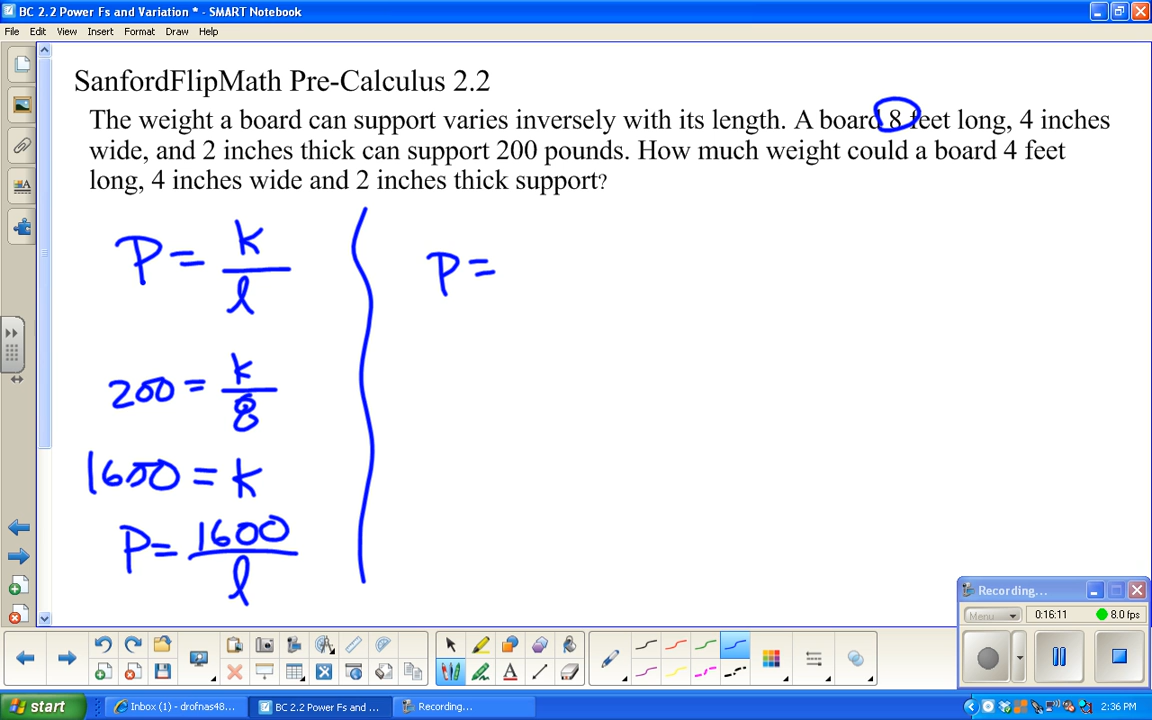 BC 2.2 Power Fs and Variation * - SMART Notebook
File Edit View Insert Format Draw Help
SanfordFlipMath Pre-Calculus 2.2
The weight a board can support varies inversely with its length. A board 8 feet long, 4 inches
wide, and 2 inches thick can support 200 pounds. How much weight could a board 4 feet
long, 4 inches wide and 2 inches thick support?
P = k/l
200 = k/8
1600 = k
P = 1600/l
P =
Recording...
Menu
0:16:11
8.0 fps
start
Inbox (1) - drofnas48...
BC 2.2 Power Fs and ...
Recording...
2:36 PM